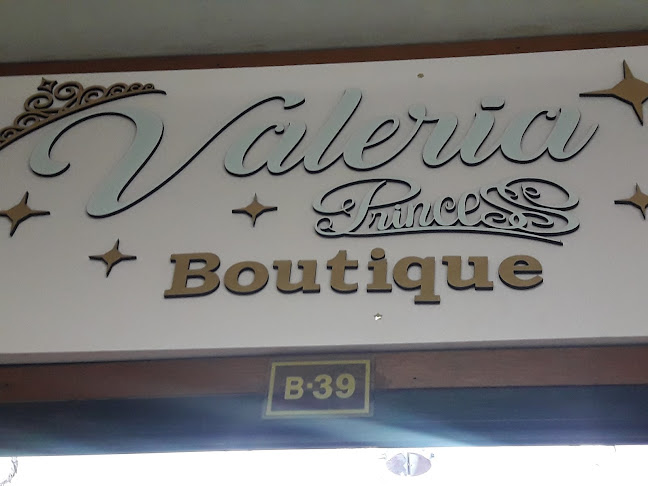 Valeria
Princess
Boutique
B·39